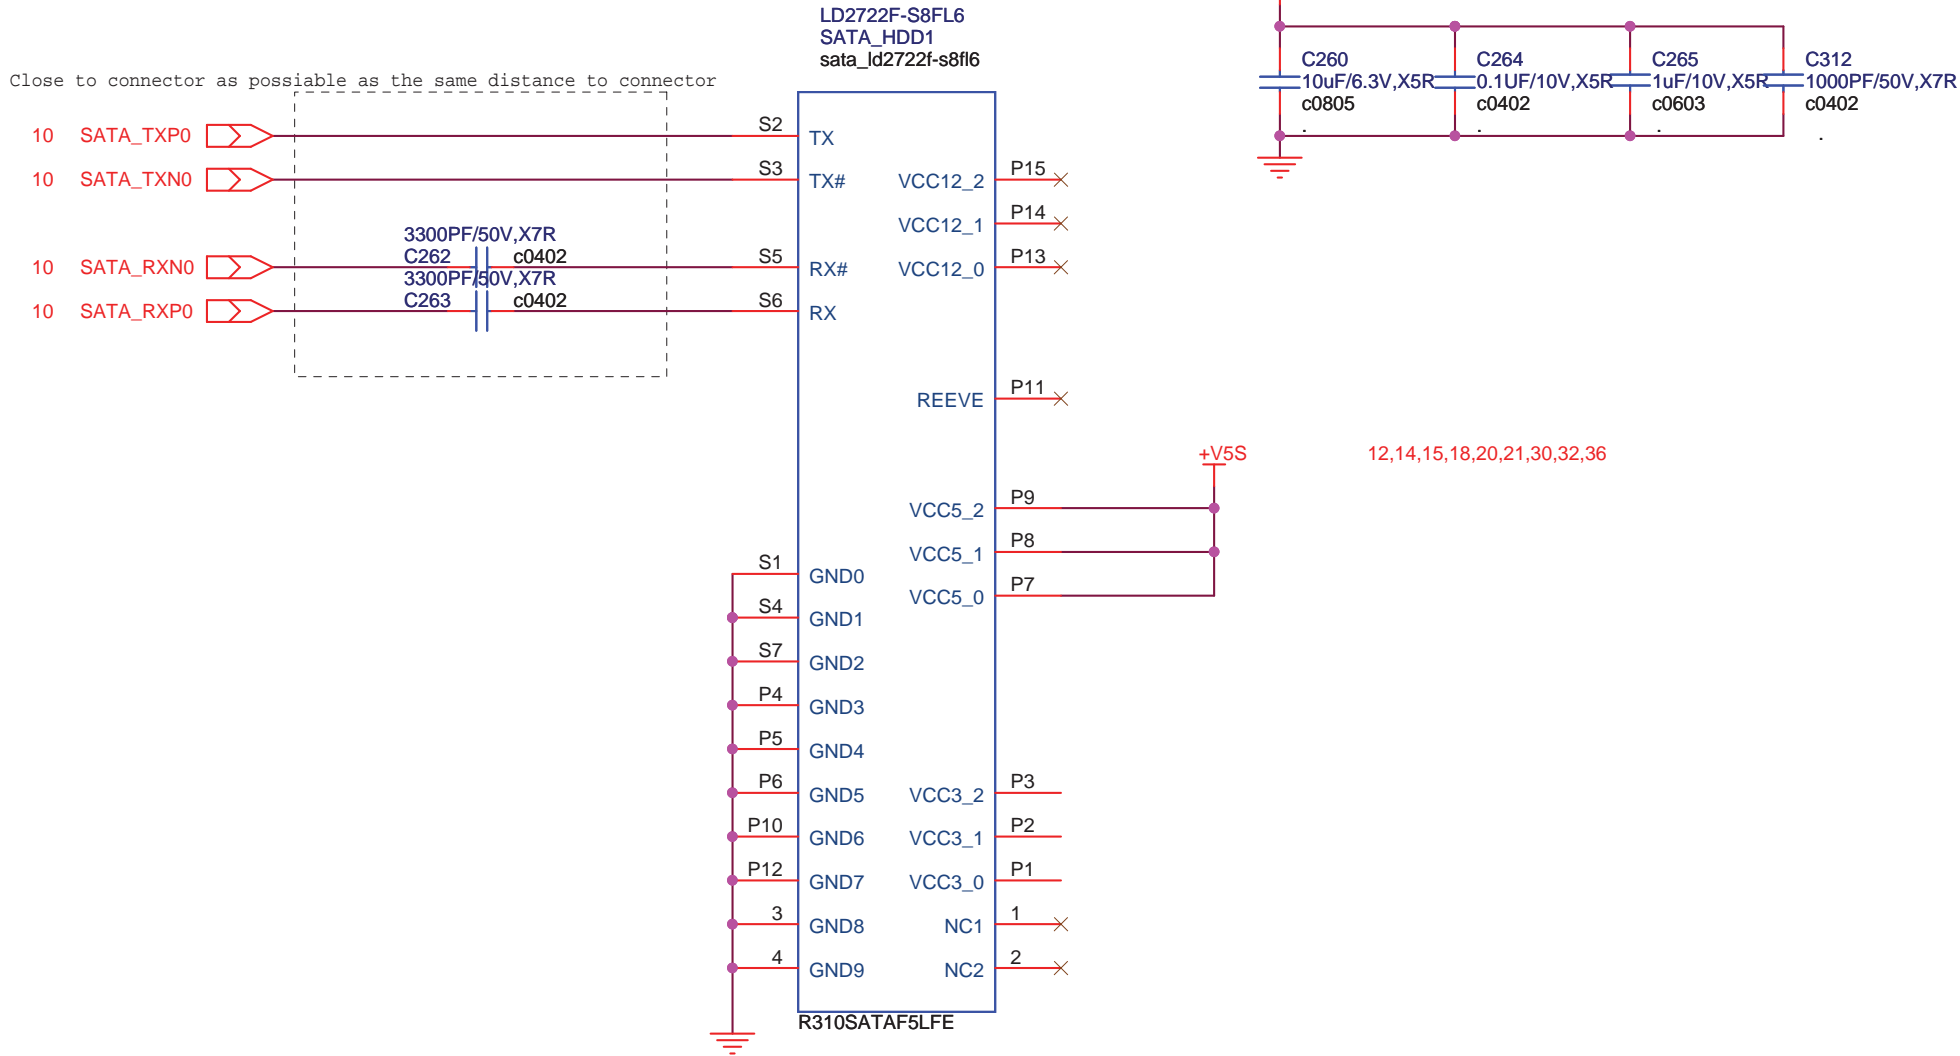 LD2722F-S8FL6
SATA_HDD1
sata_ld2722f-s8fl6
C260
10uF/6.3V,X5R
c0805
C264
0.1UF/10V,X5R
c0402
.
C265
1uF/10V,X5R
c0603
.
C312
1000PF/50V,X7R
c0402
.
.
Close to connector as possiable as the same distance to connector
10 SATA_TXP0
10 SATA_TXN0
10 SATA_RXN0
10 SATA_RXP0
3300PF/50V,X7R
C262 c0402
3300PF/50V,X7R
C263 c0402
S2 TX
S3 TX#
S5 RX#
S6 RX
VCC12_2 P15
VCC12_1 P14
VCC12_0 P13
REEVE P11
+V5S
12,14,15,18,20,21,30,32,36
VCC5_2 P9
VCC5_1 P8
VCC5_0 P7
S1 GND0
S4 GND1
S7 GND2
P4 GND3
P5 GND4
P6 GND5
P10 GND6
P12 GND7
3 GND8
4 GND9
VCC3_2 P3
VCC3_1 P2
VCC3_0 P1
NC1 1
NC2 2
R310SATAF5LFE